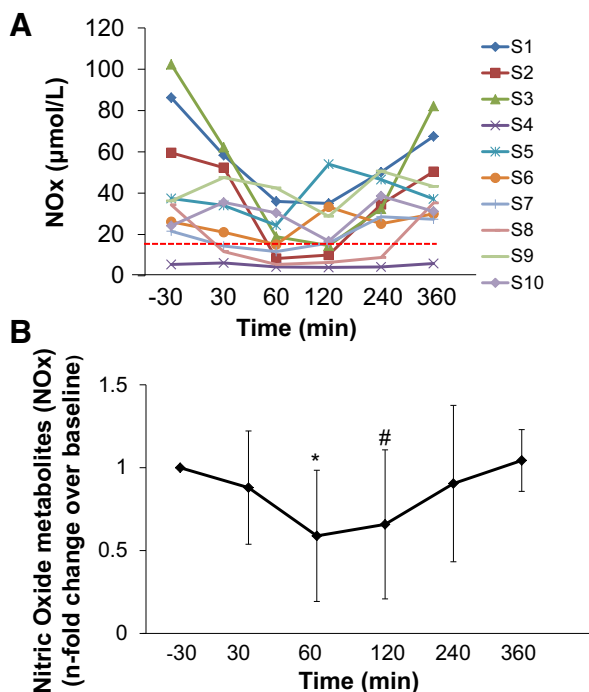 A
NOx (µmol/L)
120
100
80
60
40
20
0
-30 30 60 120 240 360
Time (min)
S1
S2
S3
S4
S5
S6
S7
S8
S9
S10
B
Nitric Oxide metabolites (NOx)
(n-fold change over baseline)
1.5
1
0.5
0
*
#
-30 30 60 120 240 360
Time (min)